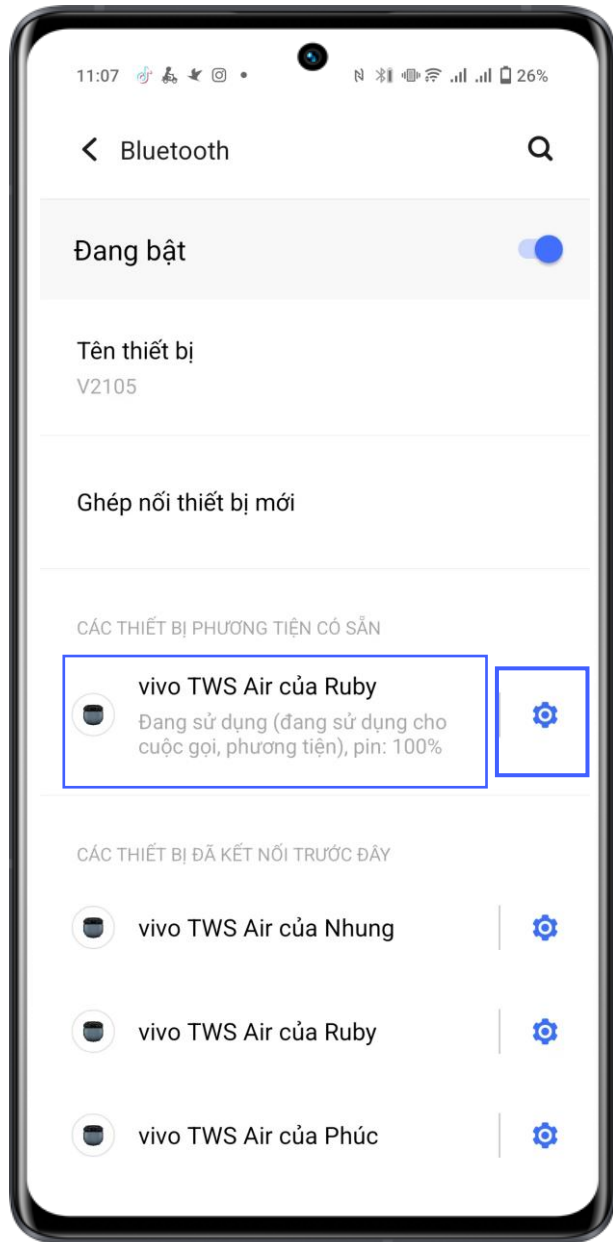 11:07 26%
Bluetooth
Đang bật
Tên thiết bị
V2105
Ghép nối thiết bị mới
CÁC THIẾT BỊ PHƯƠNG TIỆN CÓ SẴN
vivo TWS Air của Ruby
Đang sử dụng (đang sử dụng cho
cuộc gọi, phương tiện), pin: 100%
CÁC THIẾT BỊ ĐÃ KẾT NỐI TRƯỚC ĐÂY
vivo TWS Air của Nhung
vivo TWS Air của Ruby
vivo TWS Air của Phúc